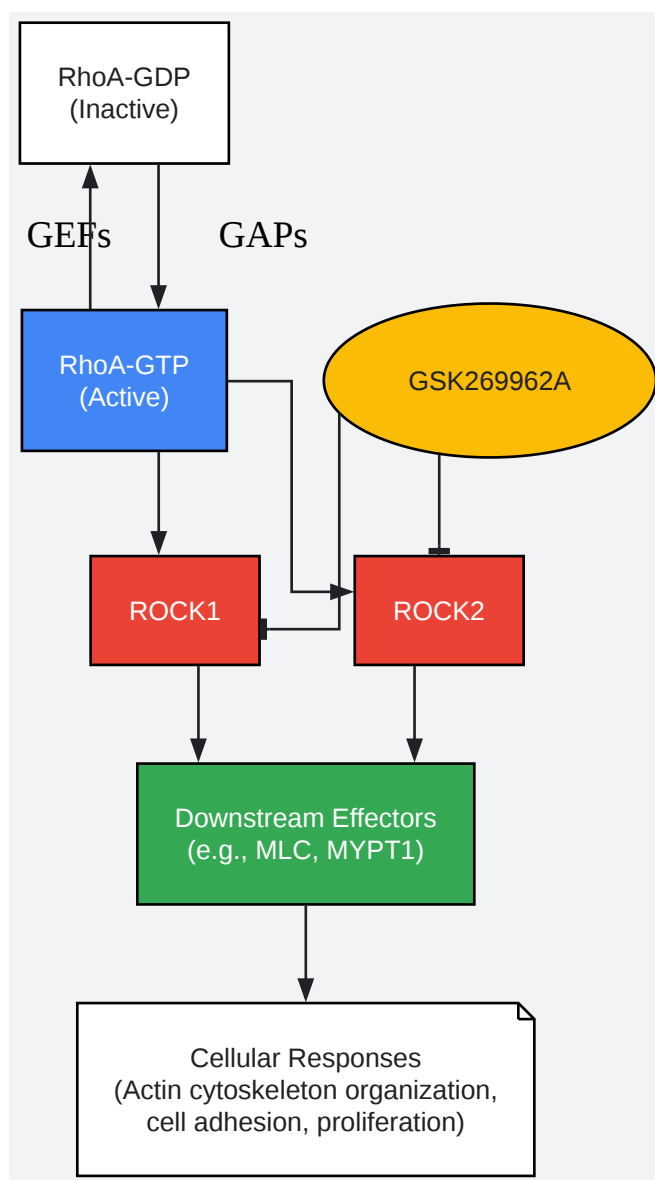 RhoA-GDP
(Inactive)
GEFs
GAPs
RhoA-GTP
(Active)
GSK269962A
ROCK1
ROCK2
Downstream Effectors
(e.g., MLC, MYPT1)
Cellular Responses
(Actin cytoskeleton organization,
cell adhesion, proliferation)